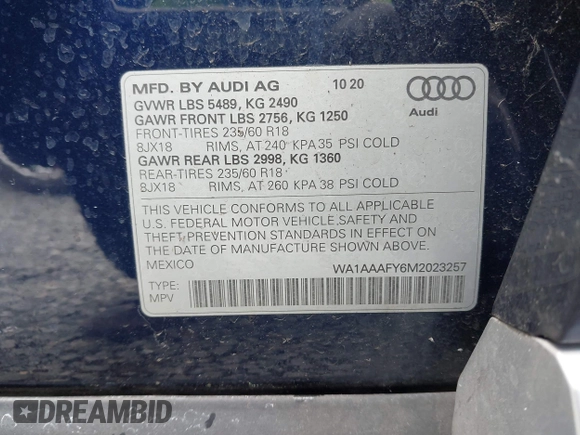 MFD. BY AUDI AG 10 20
GVWR LBS 5489, KG 2490
GAWR FRONT LBS 2756, KG 1250
FRONT-TIRES 235/60 R18
8JX18 RIMS, AT 240 KPA 35 PSI COLD
GAWR REAR LBS 2998, KG 1360
REAR-TIRES 235/60 R18
8JX18 RIMS, AT 260 KPA 38 PSI COLD
Audi
THIS VEHICLE CONFORMS TO ALL APPLICABLE
U.S. FEDERAL MOTOR VEHICLE,SAFETY AND
THEFT PREVENTION STANDARDS IN EFFECT ON
THE DATE OF MANUFACTURE SHOWN ABOVE.
MEXICO WA1AAAFY6M2023257
TYPE:
MPV
DREAMBID